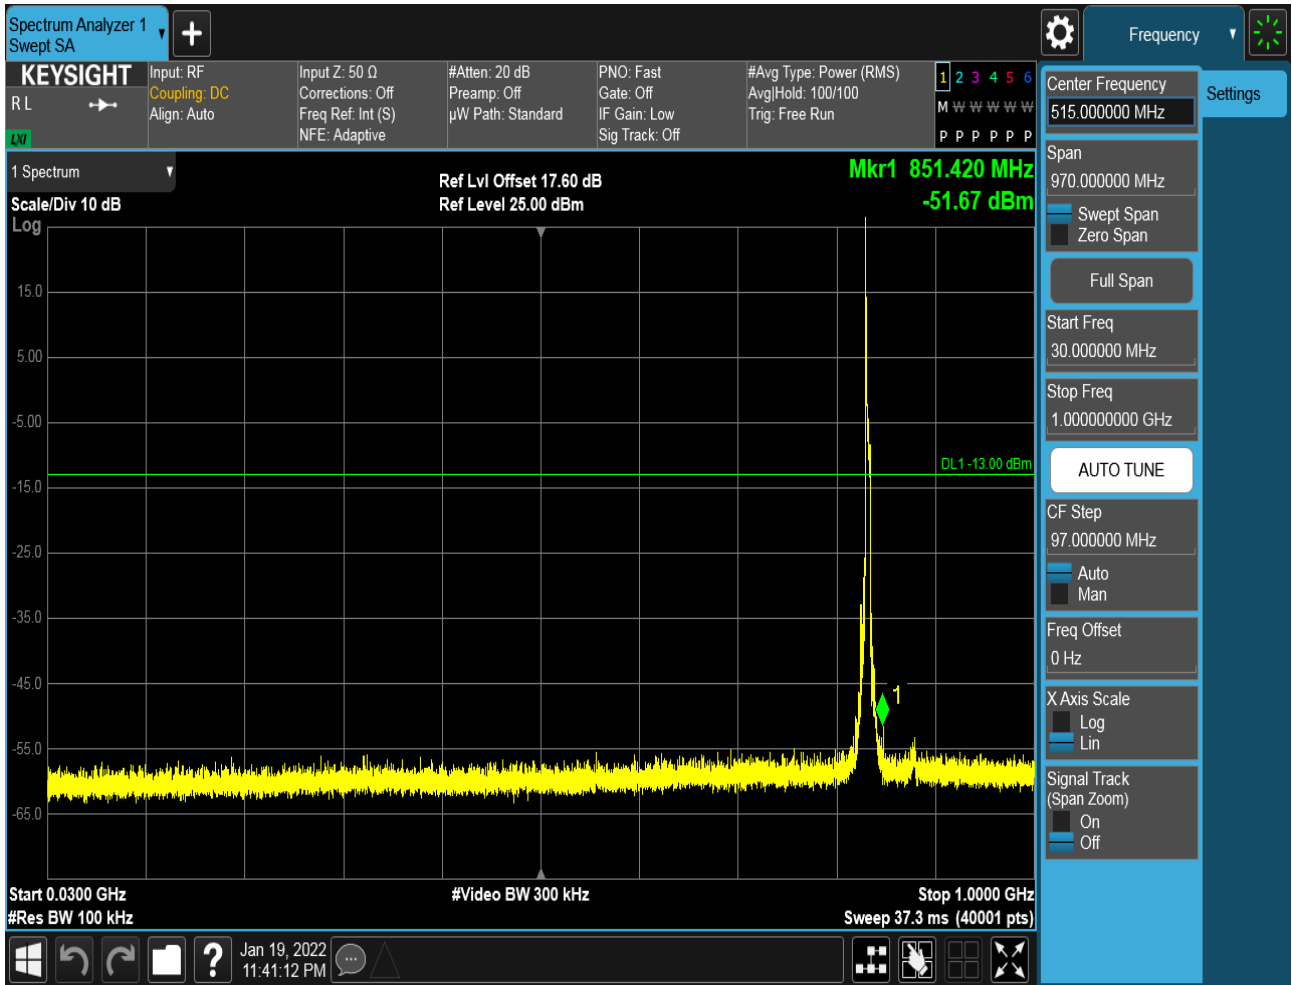 Spectrum Analyzer 1
Swept SA
Frequency
KEYSIGHT
R L
LXI
Input: RF
Coupling: DC
Align: Auto
Input Z: 50 Ω
Corrections: Off
Freq Ref: Int (S)
NFE: Adaptive
#Atten: 20 dB
Preamp: Off
µW Path: Standard
PNO: Fast
Gate: Off
IF Gain: Low
Sig Track: Off
#Avg Type: Power (RMS)
Avg|Hold: 100/100
Trig: Free Run
1 2 3 4 5 6
M W W W W W
P P P P P P
1 Spectrum
Scale/Div 10 dB
Log
Ref Lvl Offset 17.60 dB
Ref Level 25.00 dBm
Mkr1 851.420 MHz
-51.67 dBm
15.0
5.00
-5.00
-15.0
-25.0
-35.0
-45.0
-55.0
-65.0
DL1 -13.00 dBm
1
Start 0.0300 GHz
#Res BW 100 kHz
#Video BW 300 kHz
Stop 1.0000 GHz
Sweep 37.3 ms (40001 pts)
Center Frequency
515.000000 MHz
Span
970.000000 MHz
Swept Span
Zero Span
Full Span
Start Freq
30.000000 MHz
Stop Freq
1.000000000 GHz
AUTO TUNE
CF Step
97.000000 MHz
Auto
Man
Freq Offset
0 Hz
X Axis Scale
Log
Lin
Signal Track
(Span Zoom)
On
Off
Settings
?
Jan 19, 2022
11:41:12 PM